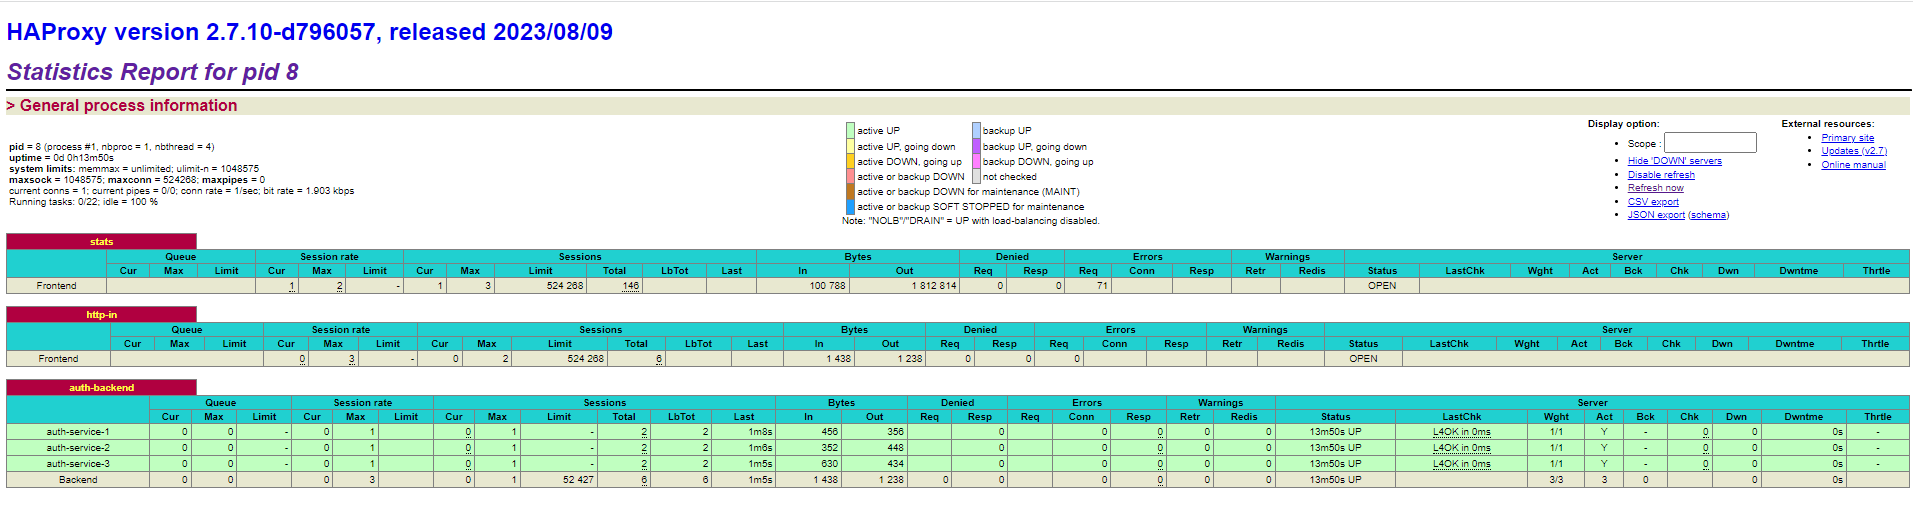 HAProxy version 2.7.10-d796057, released 2023/08/09
Statistics Report for pid 8
> General process information
pid = 8 (process #1, nbproc = 1, nbthread = 4)
uptime = 0d 0h13m50s
system limits: memmax = unlimited; ulimit-n = 1048575
maxsock = 1048575; maxconn = 524268; maxpipes = 0
current conns = 1; current pipes = 0/0; conn rate = 1/sec; bit rate = 1.903 kbps
Running tasks: 0/22; idle = 100 %
active UP backup UP
active UP, going down backup UP, going down
active DOWN, going up backup DOWN, going up
active or backup DOWN not checked
active or backup DOWN for maintenance (MAINT)
active or backup SOFT STOPPED for maintenance
Note: "NOLB"/"DRAIN" = UP with load-balancing disabled.
Display option:
• Scope :
• Hide 'DOWN' servers
• Disable refresh
• Refresh now
• CSV export
• JSON export (schema)
External resources:
• Primary site
• Updates (v2.7)
• Online manual
stats
Queue Session rate Sessions Bytes Denied Errors Warnings Server
Cur Max Limit Cur Max Limit Cur Max Limit Total LbTot Last In Out Req Resp Req Conn Resp Retr Redis Status LastChk Wght Act Bck Chk Dwn Dwntme Thrtle
Frontend 1 2 - 1 3 524 268 146 100 788 1 812 814 0 0 71 OPEN
http-in
Queue Session rate Sessions Bytes Denied Errors Warnings Server
Cur Max Limit Cur Max Limit Cur Max Limit Total LbTot Last In Out Req Resp Req Conn Resp Retr Redis Status LastChk Wght Act Bck Chk Dwn Dwntme Thrtle
Frontend 0 3 - 0 2 524 268 6 1 438 1 238 0 0 0 OPEN
auth-backend
Queue Session rate Sessions Bytes Denied Errors Warnings Server
Cur Max Limit Cur Max Limit Cur Max Limit Total LbTot Last In Out Req Resp Req Conn Resp Retr Redis Status LastChk Wght Act Bck Chk Dwn Dwntme Thrtle
auth-service-1 0 0 - 0 1 0 1 - 2 2 1m8s 456 356 0 0 0 0 0 13m50s UP L4OK in 0ms 1/1 Y - 0 0 0s -
auth-service-2 0 0 - 0 1 0 1 - 2 2 1m6s 352 448 0 0 0 0 0 13m50s UP L4OK in 0ms 1/1 Y - 0 0 0s -
auth-service-3 0 0 - 0 1 0 1 - 2 2 1m5s 630 434 0 0 0 0 0 13m50s UP L4OK in 0ms 1/1 Y - 0 0 0s -
Backend 0 0 0 3 0 1 52 427 6 6 1m5s 1 438 1 238 0 0 0 0 0 0 13m50s UP 3/3 3 0 0 0s